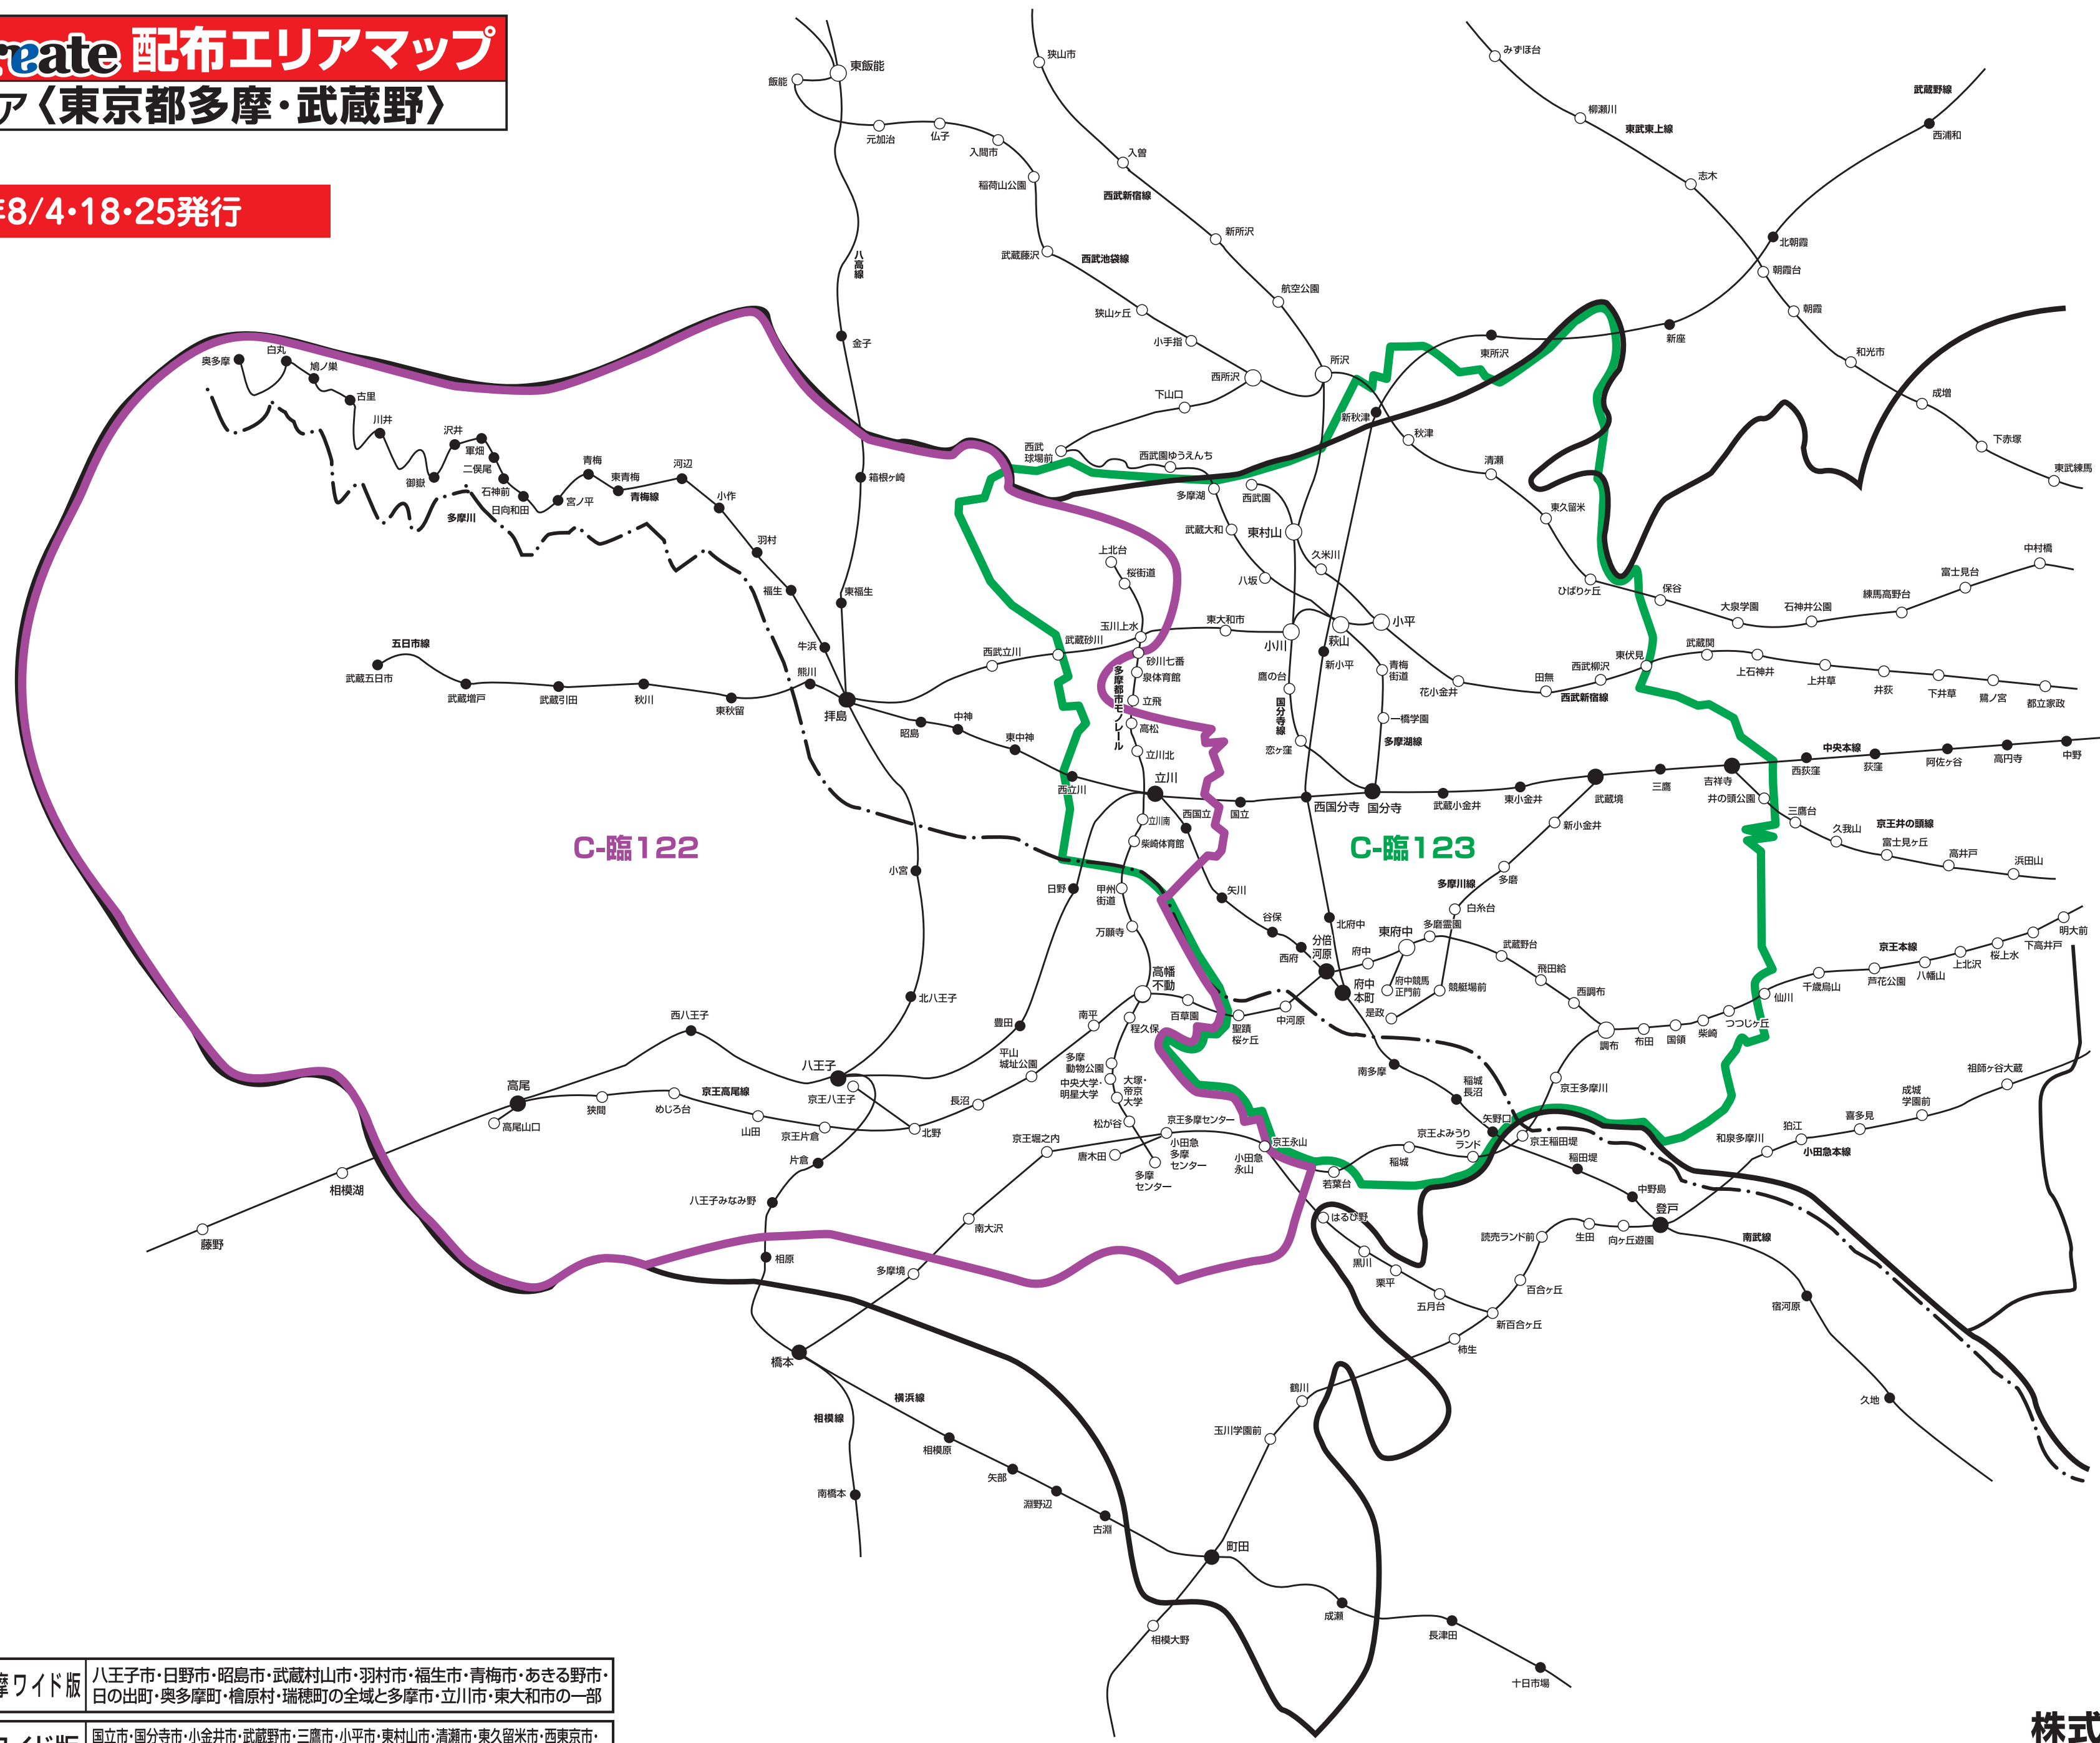 reate 配布エリアマップ
ア〈東京都多摩・武蔵野〉
8/4・18・25発行
飯能
東飯能
元加治
仏子
入間市
稲荷山公園
武蔵藤沢
西武池袋線
狭山ヶ丘
小手指
西所沢
下山口
西武
球場前
狭山市
入曽
西武新宿線
新所沢
航空公園
所沢
みずほ台
柳瀬川
東武東上線
志木
武蔵野線
西浦和
北朝霞
朝霞台
朝霞
和光市
成増
下赤塚
東武練馬
新座
東所沢
新秋津
秋津
清瀬
東久留米
ひばりヶ丘
保谷
大泉学園
石神井公園
練馬高野台
富士見台
中村橋
八高線
金子
箱根ヶ崎
東福生
奥多摩
白丸
鳩ノ巣
古里
川井
御嶽
沢井
軍畑
二俣尾
石神前
日向和田
宮ノ平
青梅
東青梅
青梅線
河辺
小作
羽村
福生
牛浜
多摩川
五日市線
武蔵五日市
武蔵増戸
武蔵引田
秋川
東秋留
熊川
拝島
昭島
中神
東中神
西立川
立川
西武立川
武蔵砂川
玉川上水
東大和市
上北台
桜街道
砂川七番
泉体育館
立飛
高松
立川北
多摩都市モノレール
立川南
柴崎体育館
甲州
街道
万願寺
高幡
不動
程久保
多摩
動物公園
中央大学・
明星大学
大塚・
帝京
大学
松が谷
多摩
センター
西武園ゆうえんち
多摩湖
西武園
武蔵大和
東村山
久米川
八坂
小川
萩山
小平
新小平
鷹の台
国分寺線
恋ヶ窪
青梅
街道
一橋学園
多摩湖線
花小金井
田無
西武新宿線
西武柳沢
東伏見
武蔵関
上石神井
上井草
井荻
下井草
鷺ノ宮
都立家政
西国立
国立
西国分寺
国分寺
武蔵小金井
東小金井
武蔵境
三鷹
吉祥寺
西荻窪
中央本線
荻窪
阿佐ヶ谷
高円寺
中野
井の頭公園
三鷹台
久我山
京王井の頭線
富士見ヶ丘
高井戸
浜田山
新小金井
多磨
多摩川線
白糸台
競艇場前
是政
C-臨122
C-臨123
小宮
北八王子
八王子
日野
豊田
矢川
谷保
西府
分倍
河原
北府中
府中
本町
府中
東府中
府中競馬
正門前
多磨霊園
武蔵野台
飛田給
西調布
調布
布田
国領
柴崎
つつじヶ丘
仙川
千歳烏山
芦花公園
京王本線
八幡山
上北沢
桜上水
下高井戸
明大前
中河原
聖蹟
桜ヶ丘
百草園
南平
平山
城址公園
長沼
北野
京王八王子
京王片倉
山田
京王高尾線
めじろ台
狭間
高尾
高尾山口
西八王子
相模湖
藤野
片倉
八王子みなみ野
相原
橋本
南多摩
稲城
長沼
矢野口
稲田堤
中野島
登戸
南武線
宿河原
久地
京王多摩川
京王稲田堤
京王よみうり
ランド
稲城
若葉台
京王永山
小田急
永山
京王多摩センター
小田急
多摩
センター
唐木田
京王堀之内
南大沢
多摩境
はるひ野
黒川
栗平
五月台
新百合ヶ丘
百合ヶ丘
読売ランド前
生田
向ヶ丘遊園
和泉多摩川
狛江
小田急本線
喜多見
成城
学園前
祖師ヶ谷大蔵
柿生
鶴川
玉川学園前
町田
相模大野
横浜線
相模線
南橋本
相模原
矢部
淵野辺
古淵
成瀬
長津田
十日市場
摩ワイド版
八王子市・日野市・昭島市・武蔵村山市・羽村市・福生市・青梅市・あきる野市・
日の出町・奥多摩町・檜原村・瑞穂町の全域と多摩市・立川市・東大和市の一部
ワイド版
国立市・国分寺市・小金井市・武蔵野市・三鷹市・小平市・東村山市・清瀬市・東久留米市・西東京市・
株式